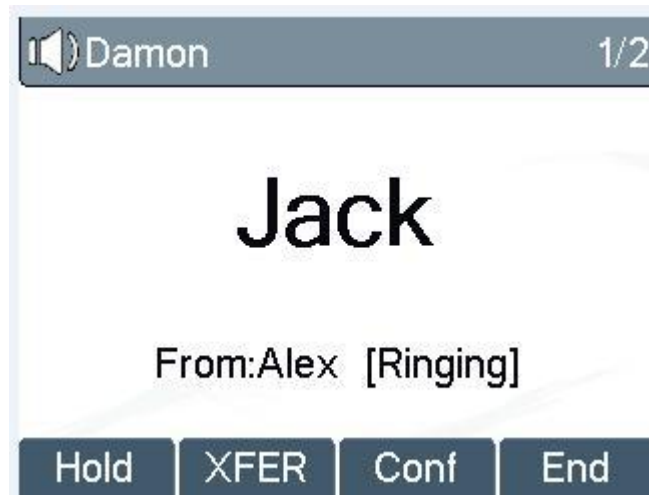 Damon 1/2
Jack
From:Alex [Ringing]
Hold XFER Conf End